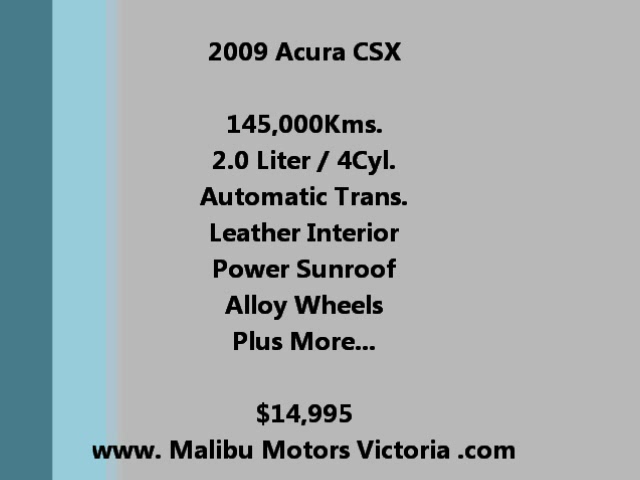 2009 Acura CSX
145,000Kms.
2.0 Liter / 4Cyl.
Automatic Trans.
Leather Interior
Power Sunroof
Alloy Wheels
Plus More...
$14,995
www. Malibu Motors Victoria .com